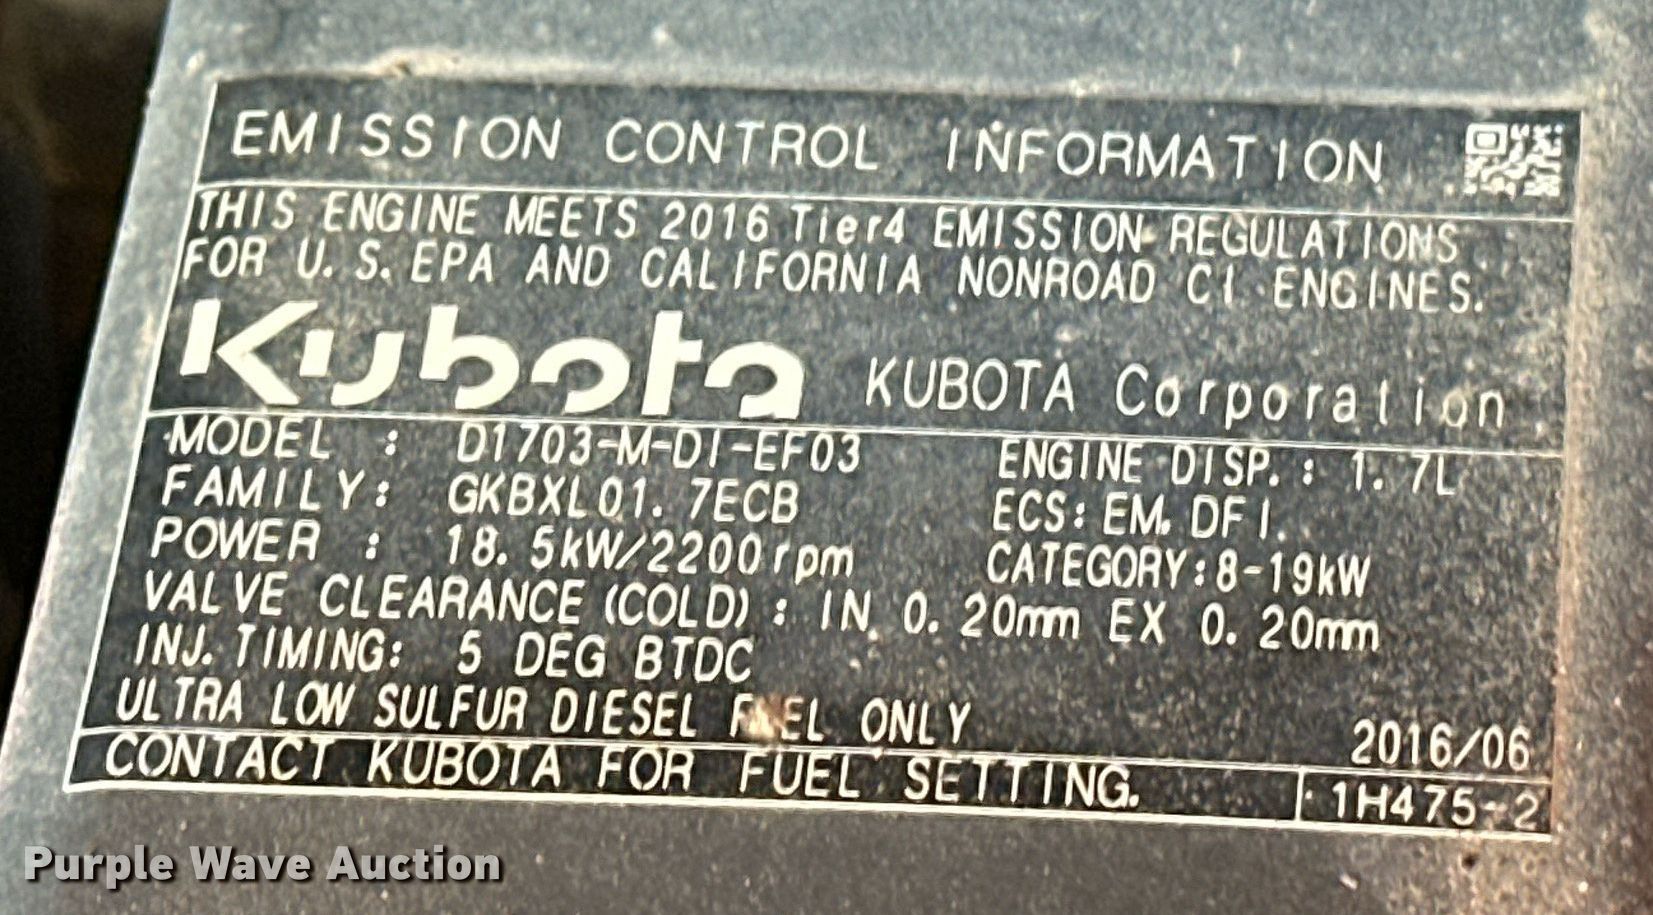 EMISSION CONTROL INFORMATION
THIS ENGINE MEETS 2016 Tier4 EMISSION REGULATIONS
FOR U.S.EPA AND CALIFORNIA NONROAD CI ENGINES.
Kubota KUBOTA Corporation
MODEL : D1703-M-DI-EF03 ENGINE DISP.: 1.7L
FAMILY: GKBXL01.7ECB ECS: EM, DFI.
POWER : 18.5kW/2200rpm CATEGORY:8-19kW
VALVE CLEARANCE (COLD) : IN 0.20mm EX 0.20mm
INJ. TIMING: 5 DEG BTDC
ULTRA LOW SULFUR DIESEL FUEL ONLY 2016/06
CONTACT KUBOTA FOR FUEL SETTING. 1H475-2
Purple Wave Auction